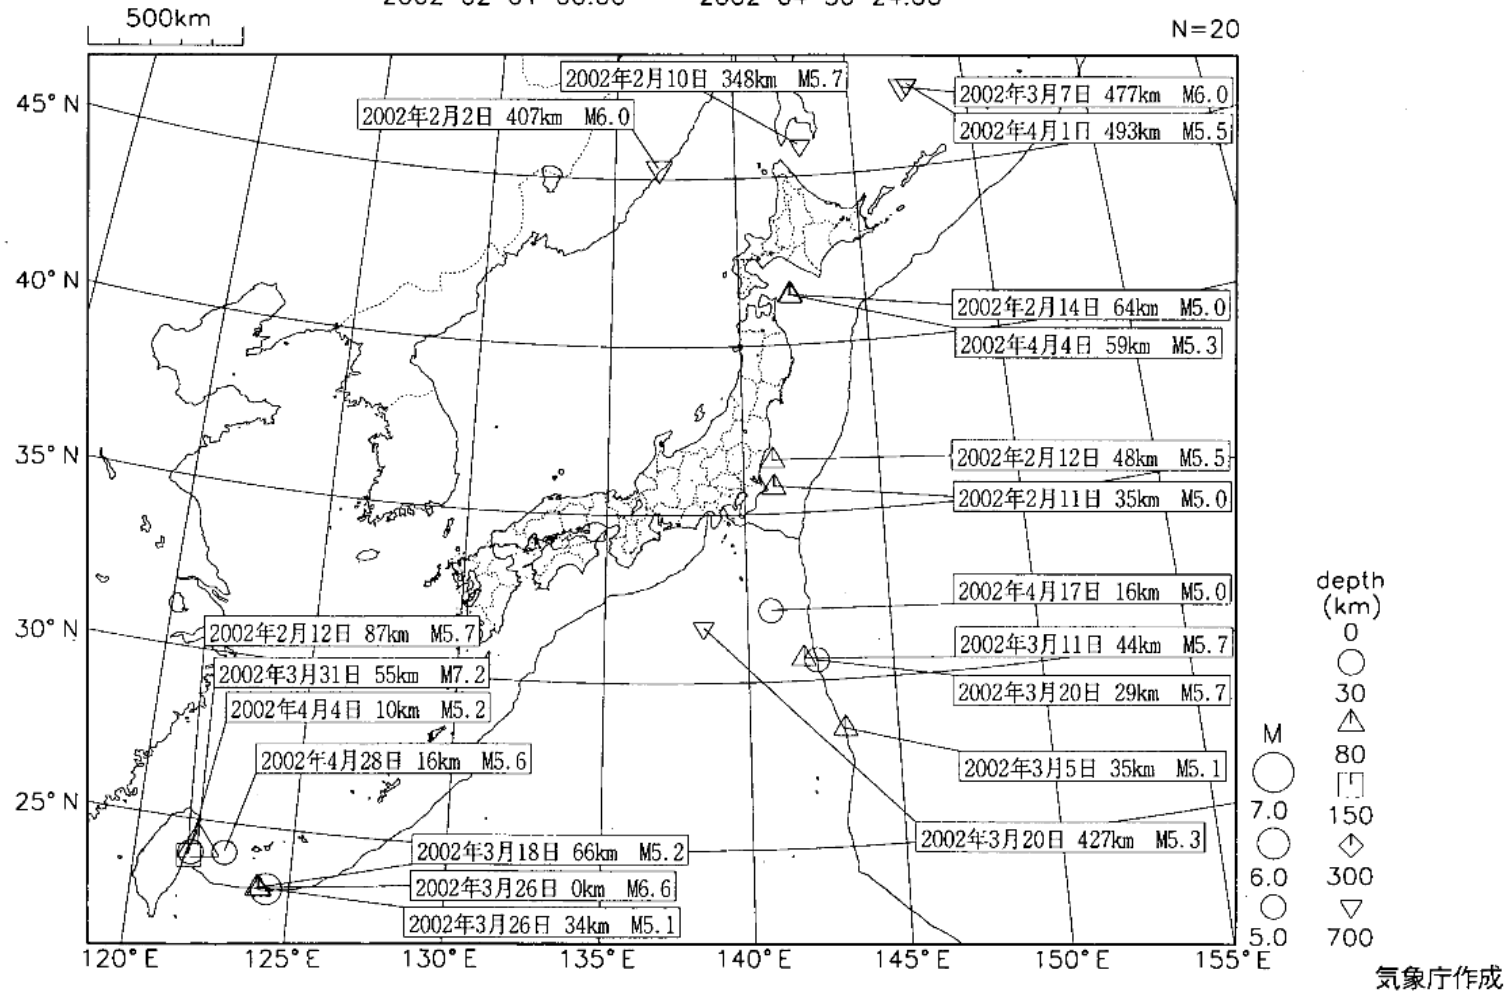 500km
N=20
2002年2月10日 348km M5.7
2002年3月7日 477km M6.0
2002年2月2日 407km M6.0
2002年4月1日 493km M5.5
45°N
40°N
2002年2月14日 64km M5.0
2002年4月4日 59km M5.3
35°N
2002年2月12日 48km M5.5
2002年2月11日 35km M5.0
2002年4月17日 16km M5.0
30°N
2002年2月12日 87km M5.7
2002年3月11日 44km M5.7
2002年3月31日 55km M7.2
2002年3月20日 29km M5.7
2002年4月4日 10km M5.2
2002年4月28日 16km M5.6
2002年3月5日 35km M5.1
25°N
2002年3月20日 427km M5.3
2002年3月18日 66km M5.2
2002年3月26日 0km M6.6
2002年3月26日 34km M5.1
120°E 125°E 130°E 135°E 140°E 145°E 150°E 155°E
M
7.0
6.0
5.0
depth
(km)
0
30
80
150
300
700
気象庁作成